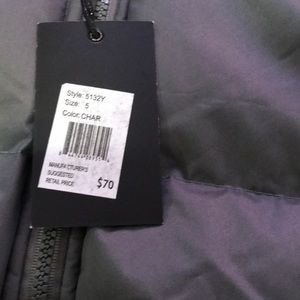 Style: 5132Y
Size: 5
Color: CHAR
MANUFACTURER'S
SUGGESTED
RETAIL PRICE
$70